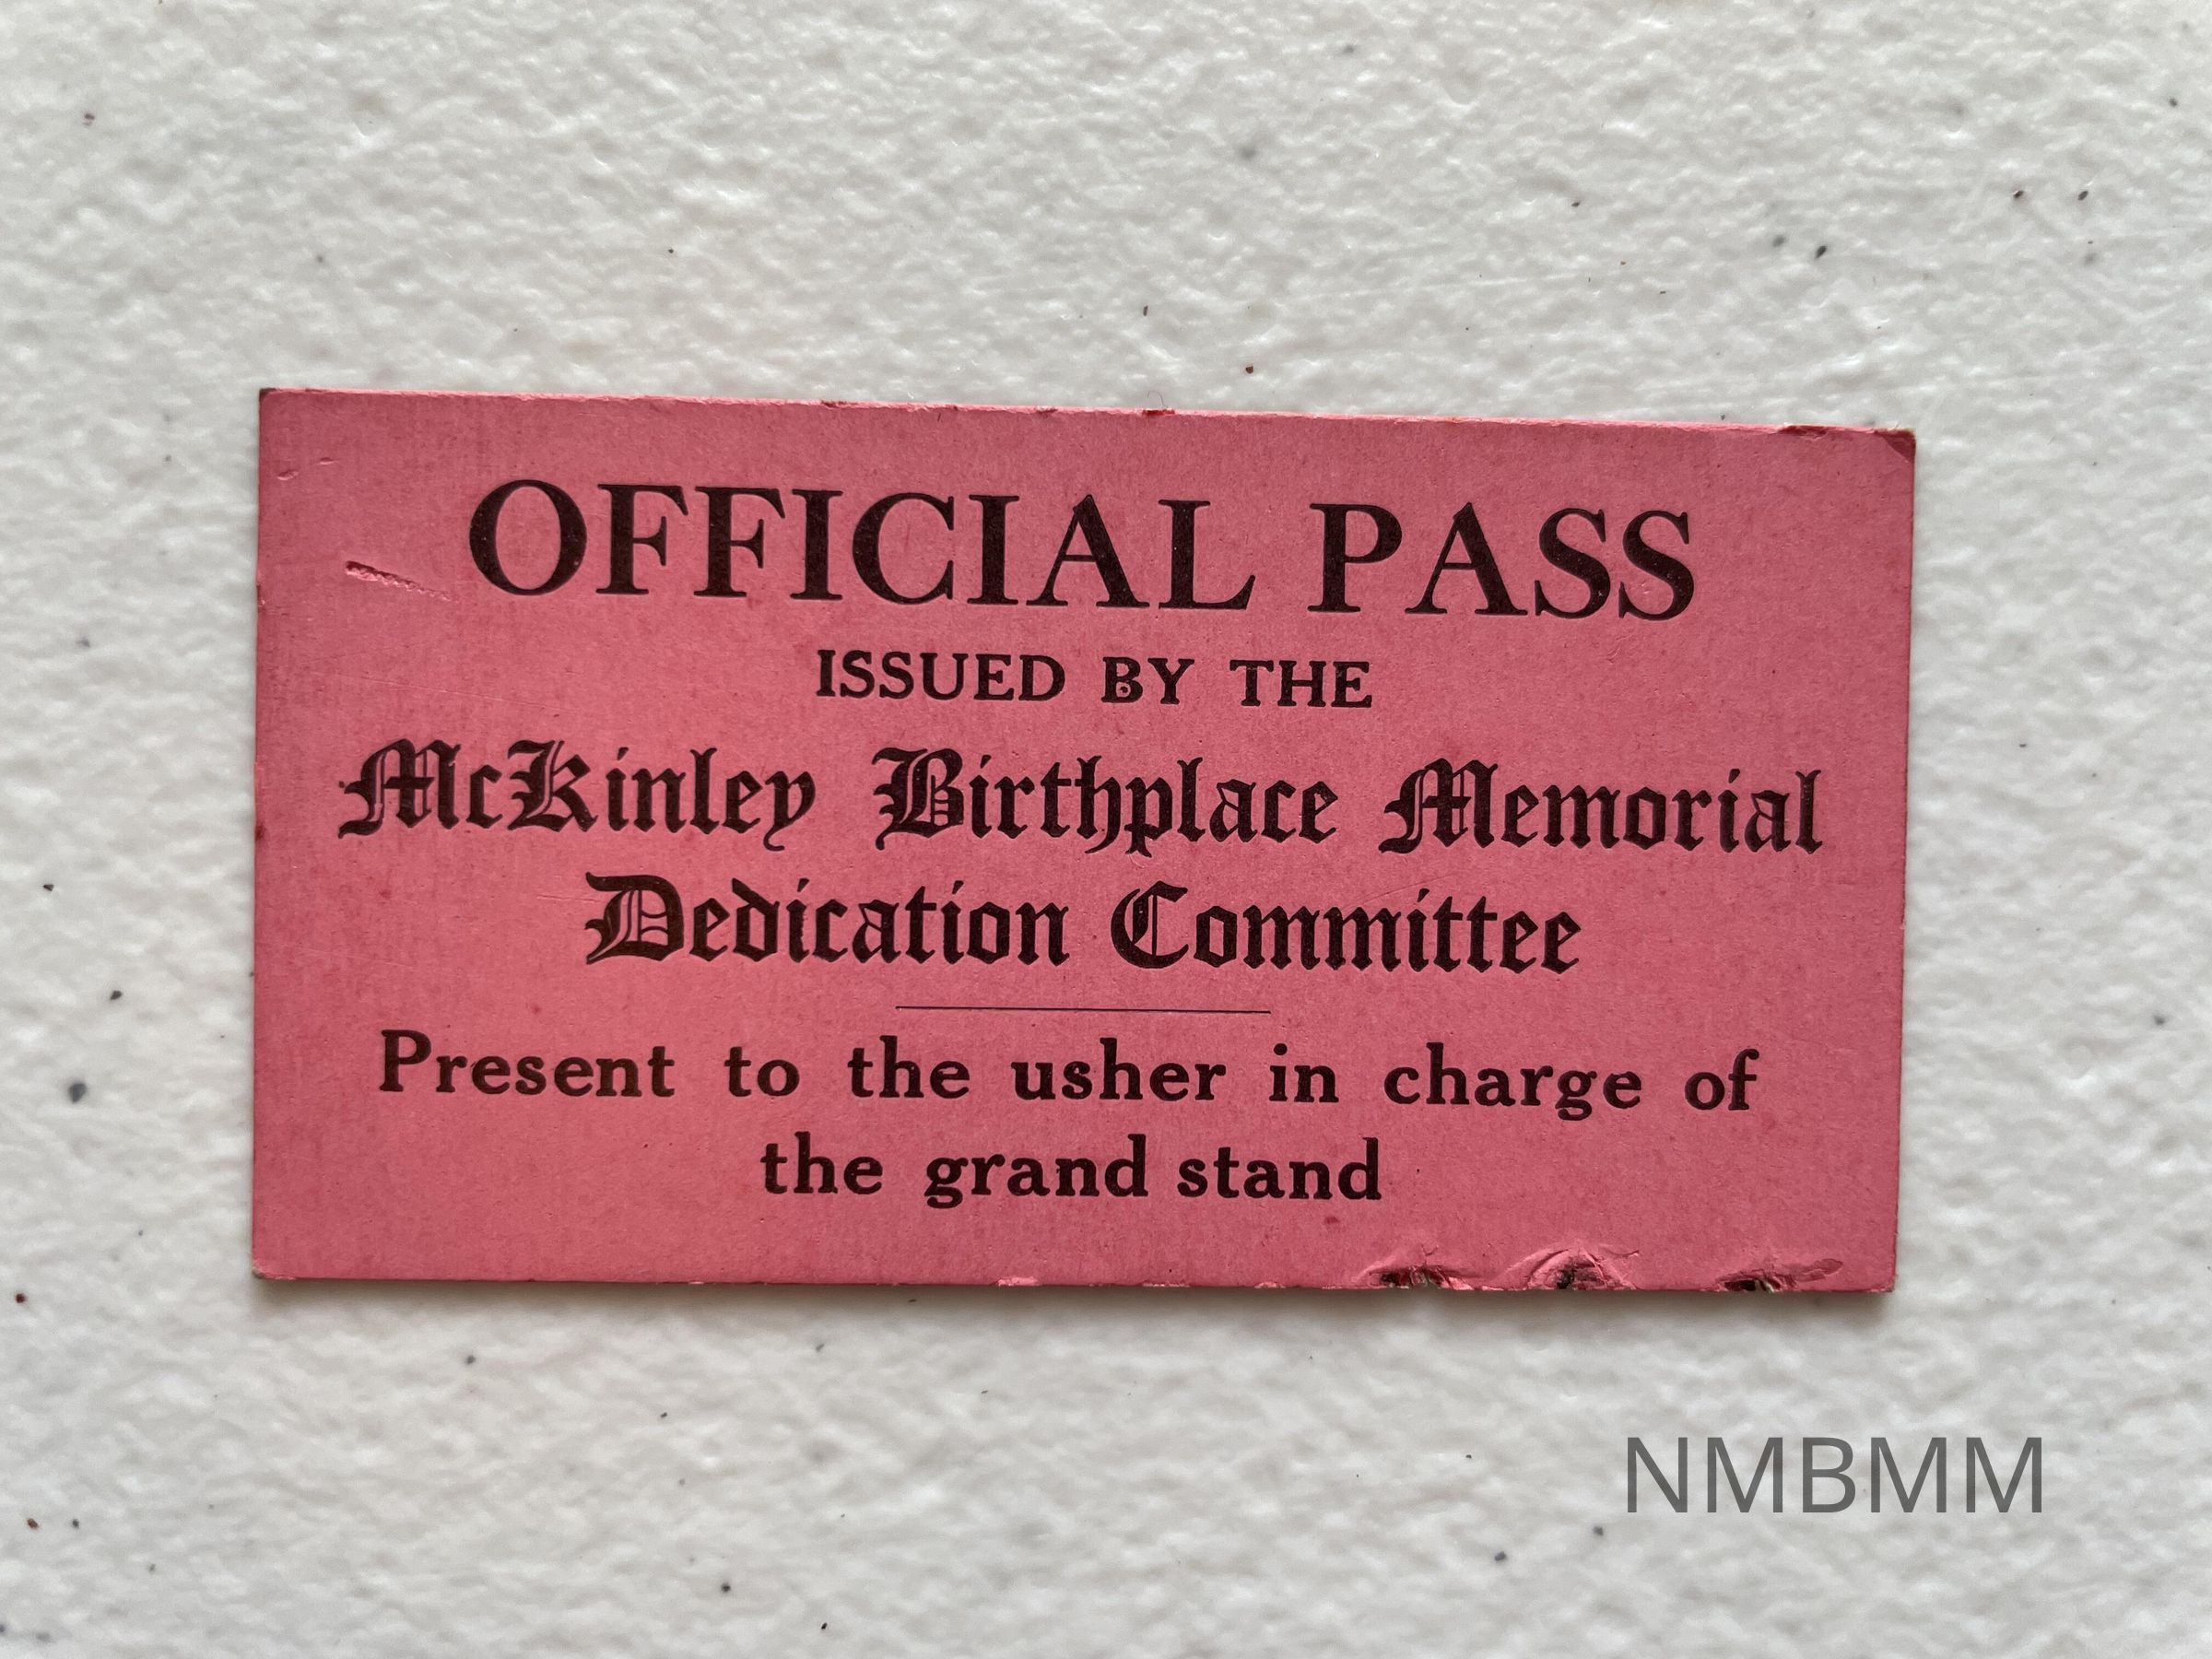 OFFICIAL PASS
ISSUED BY THE
McKinley Birthplace Memorial
Dedication Committee
Present to the usher in charge of
the grand stand
NMBMM